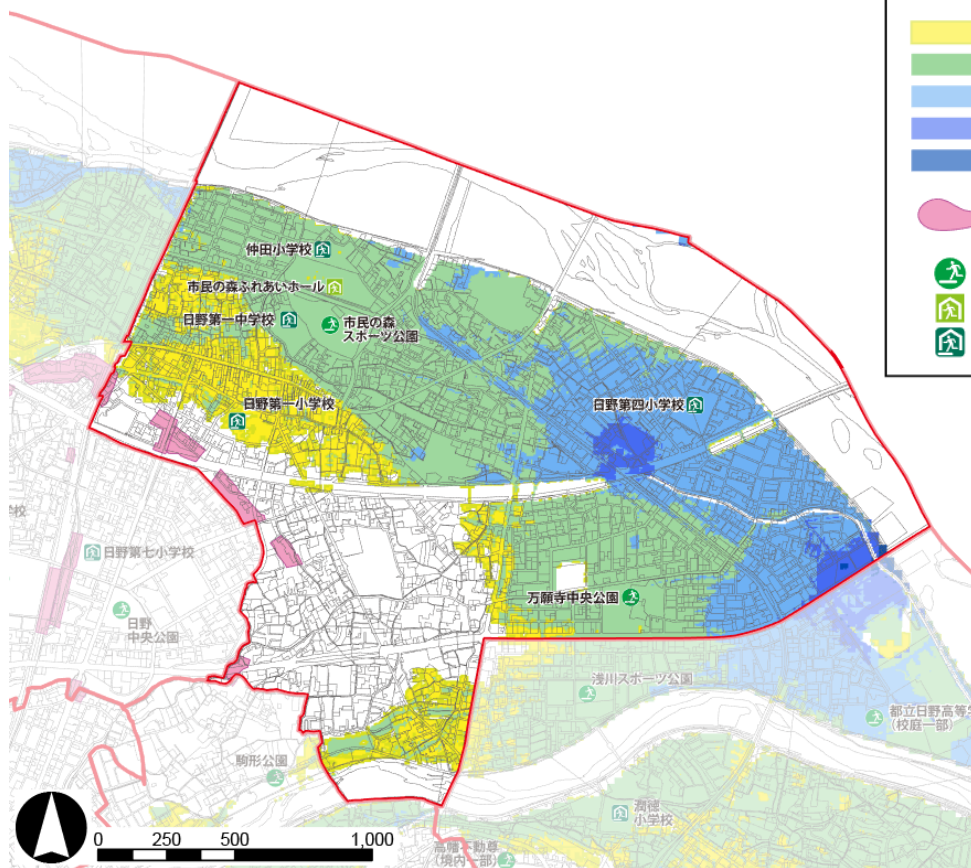 仲田小学校
市民の森ふれあいホール
日野第一中学校
市民の森
スポーツ公園
日野第一小学校
日野第四小学校
学校
日野第七小学校
日野
中央公園
万願寺中央公園
浅川スポーツ公園
都立日野高等学
(校庭一部)
駒形公園
潤徳
小学校
高幡不動尊
(境内一部)
0 250 500 1,000